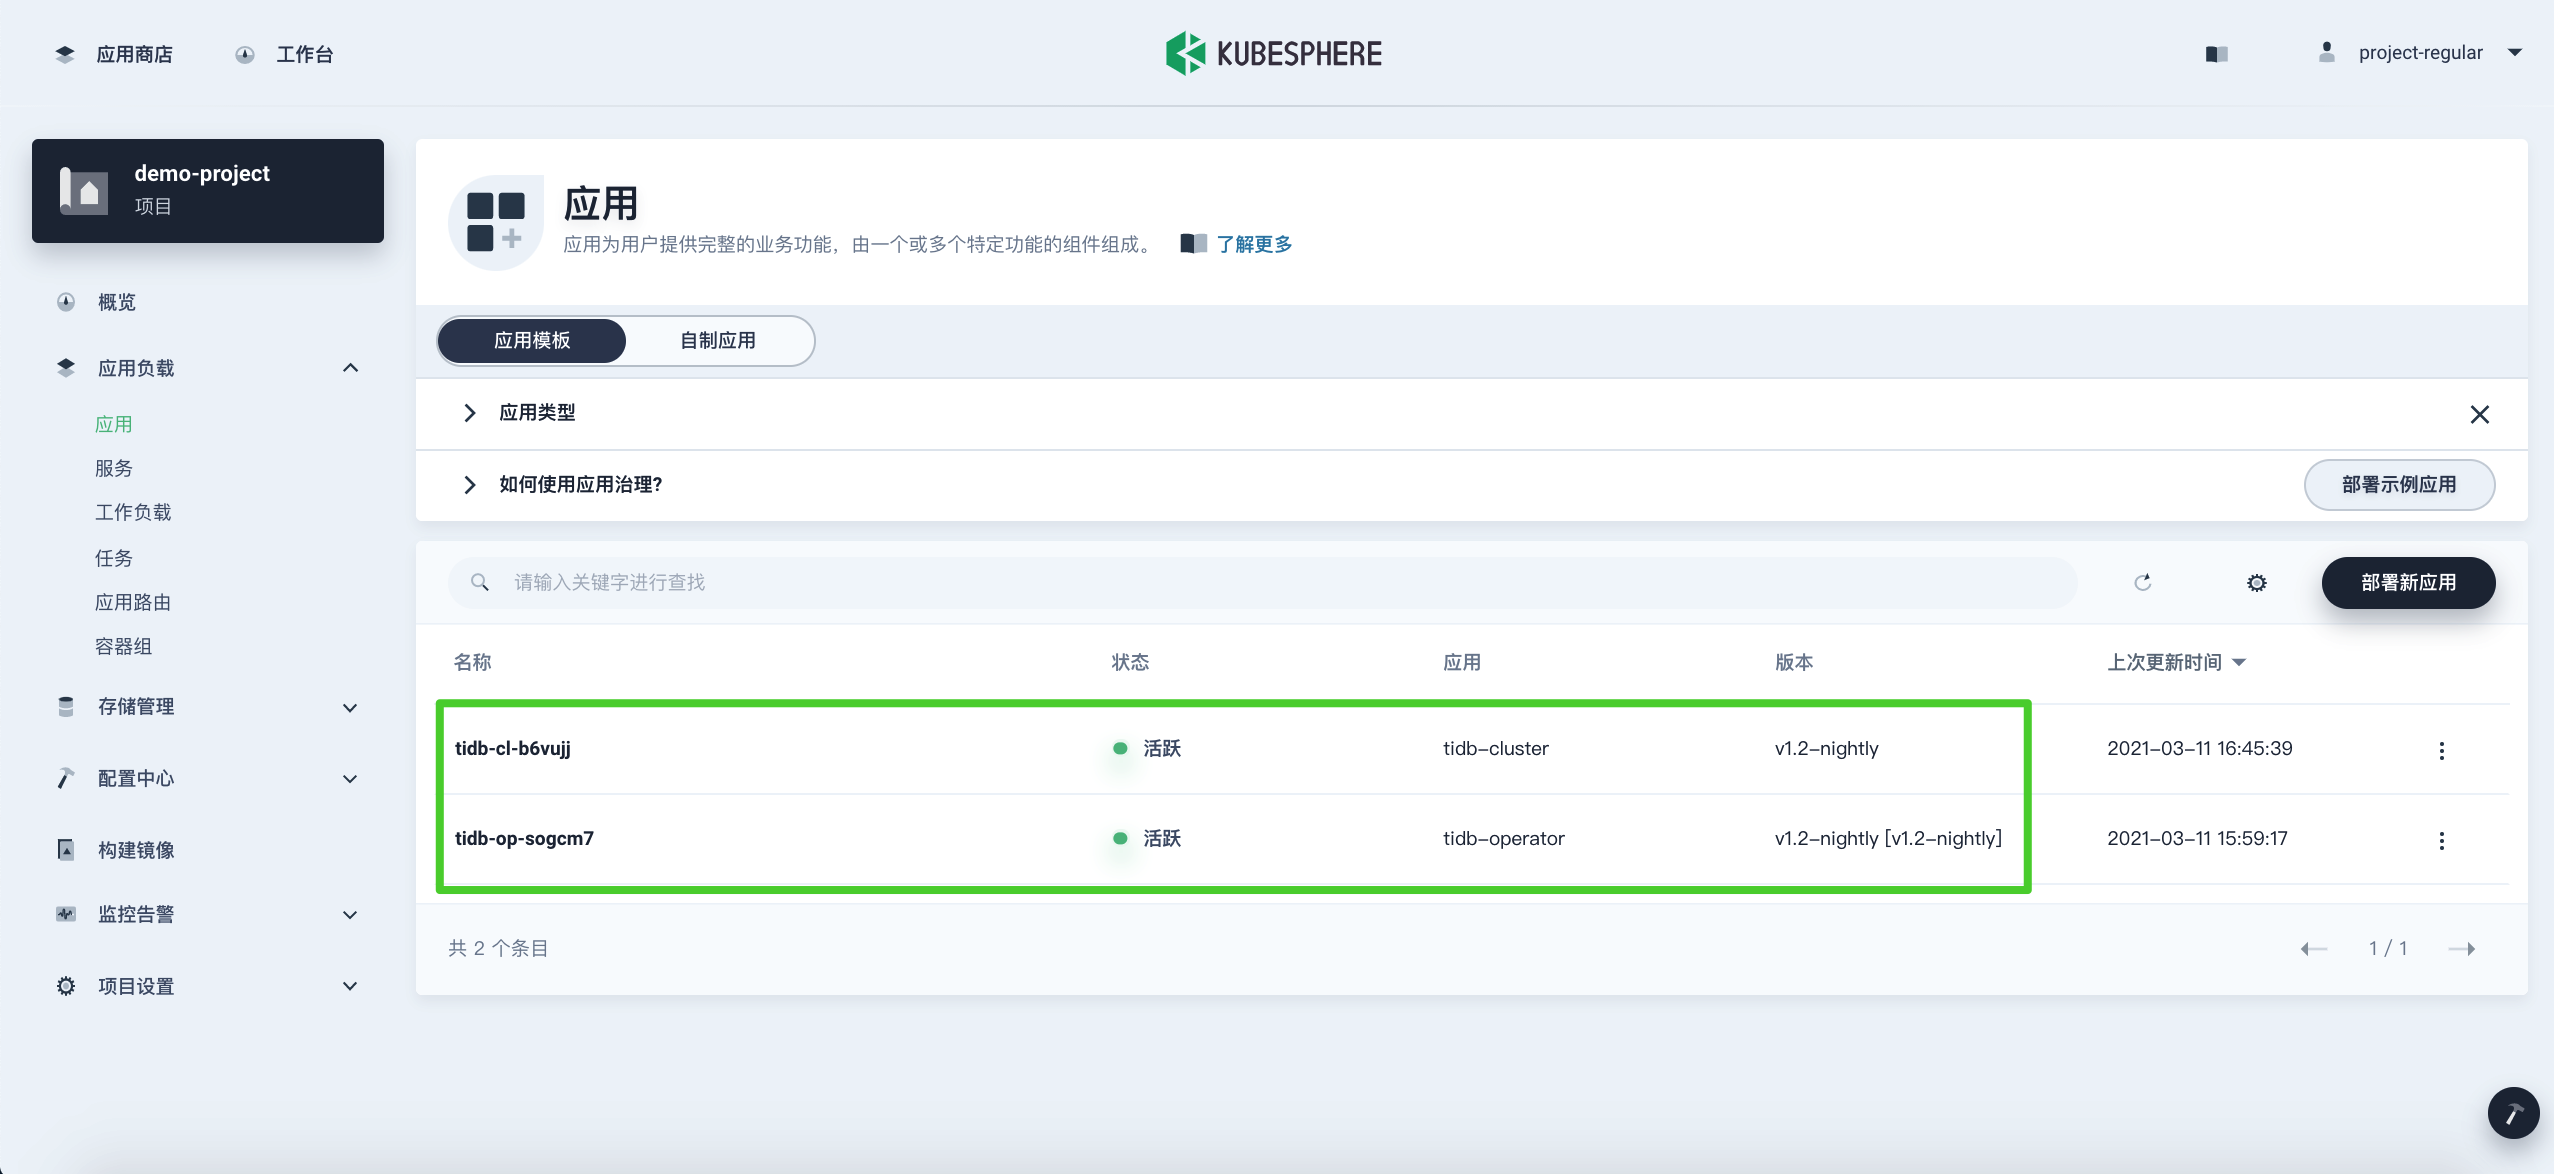 应用商店 工作台 KUBESPHERE project-regular
demo-project
项目
概览
应用负载
应用
服务
工作负载
任务
应用路由
容器组
存储管理
配置中心
构建镜像
监控告警
项目设置
应用
应用为用户提供完整的业务功能，由一个或多个特定功能的组件组成。 了解更多
应用模板 自制应用
应用类型
如何使用应用治理? 部署示例应用
请输入关键字进行查找 部署新应用
名称 状态 应用 版本 上次更新时间
tidb-cl-b6vujj 活跃 tidb-cluster v1.2-nightly 2021-03-11 16:45:39
tidb-op-sogcm7 活跃 tidb-operator v1.2-nightly [v1.2-nightly] 2021-03-11 15:59:17
共 2 个条目 1 / 1